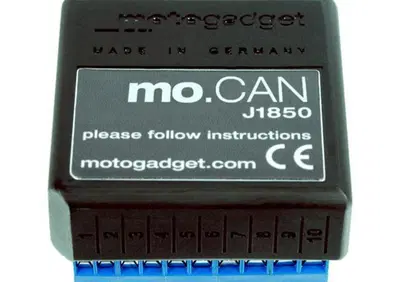 motogadget
MADE IN GERMANY
mo.CAN
J1850
please follow instructions
motogadget.com CE
1 2 3 4 5 6 7 8 9 10